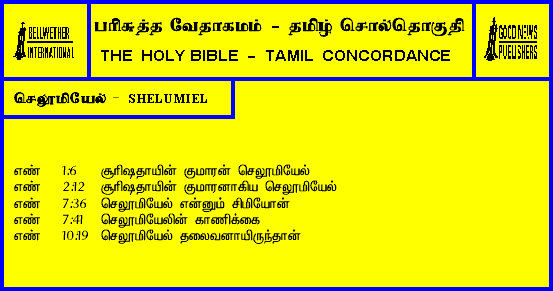 BELLWETHER
INTERNATIONAL
பரிசுத்த வேதாகமம் - தமிழ் சொல்தொகுதி
THE HOLY BIBLE - TAMIL CONCORDANCE
GOOD NEWS
PUBLISHERS
செலூமியேல் - SHELUMIEL
எண் 1:6 சூரிஷதாயின் குமாரன் செலூமியேல்
எண் 2:12 சூரிஷதாயின் குமாரனாகிய செலூமியேல்
எண் 7:36 செலூமியேல் என்னும் சிமியோன்
எண் 7:41 செலூமியேலின் காணிக்கை
எண் 10:19 செலூமியேல் தலைவனாயிருந்தான்